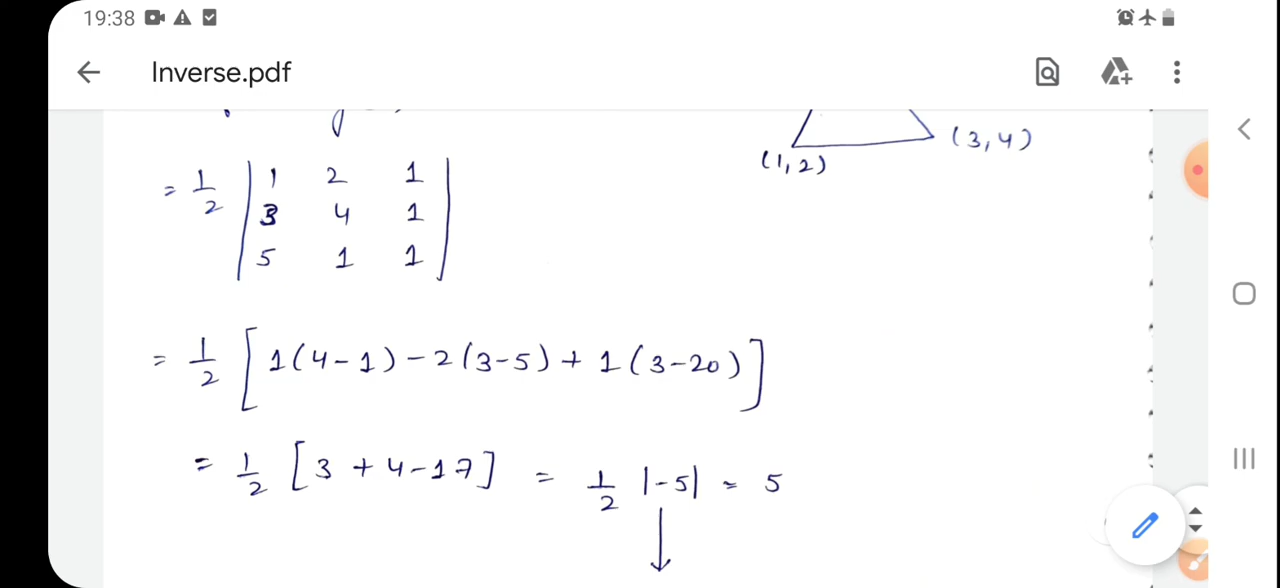 19:38
Inverse.pdf
(3,4)
(1,2)
= 1/2 | 1 2 1 |
| 3 4 1 |
| 5 1 1 |
= 1/2 [1(4-1)-2(3-5)+1(3-20)]
= 1/2 [3+4-17] = 1/2 |-5| = 5